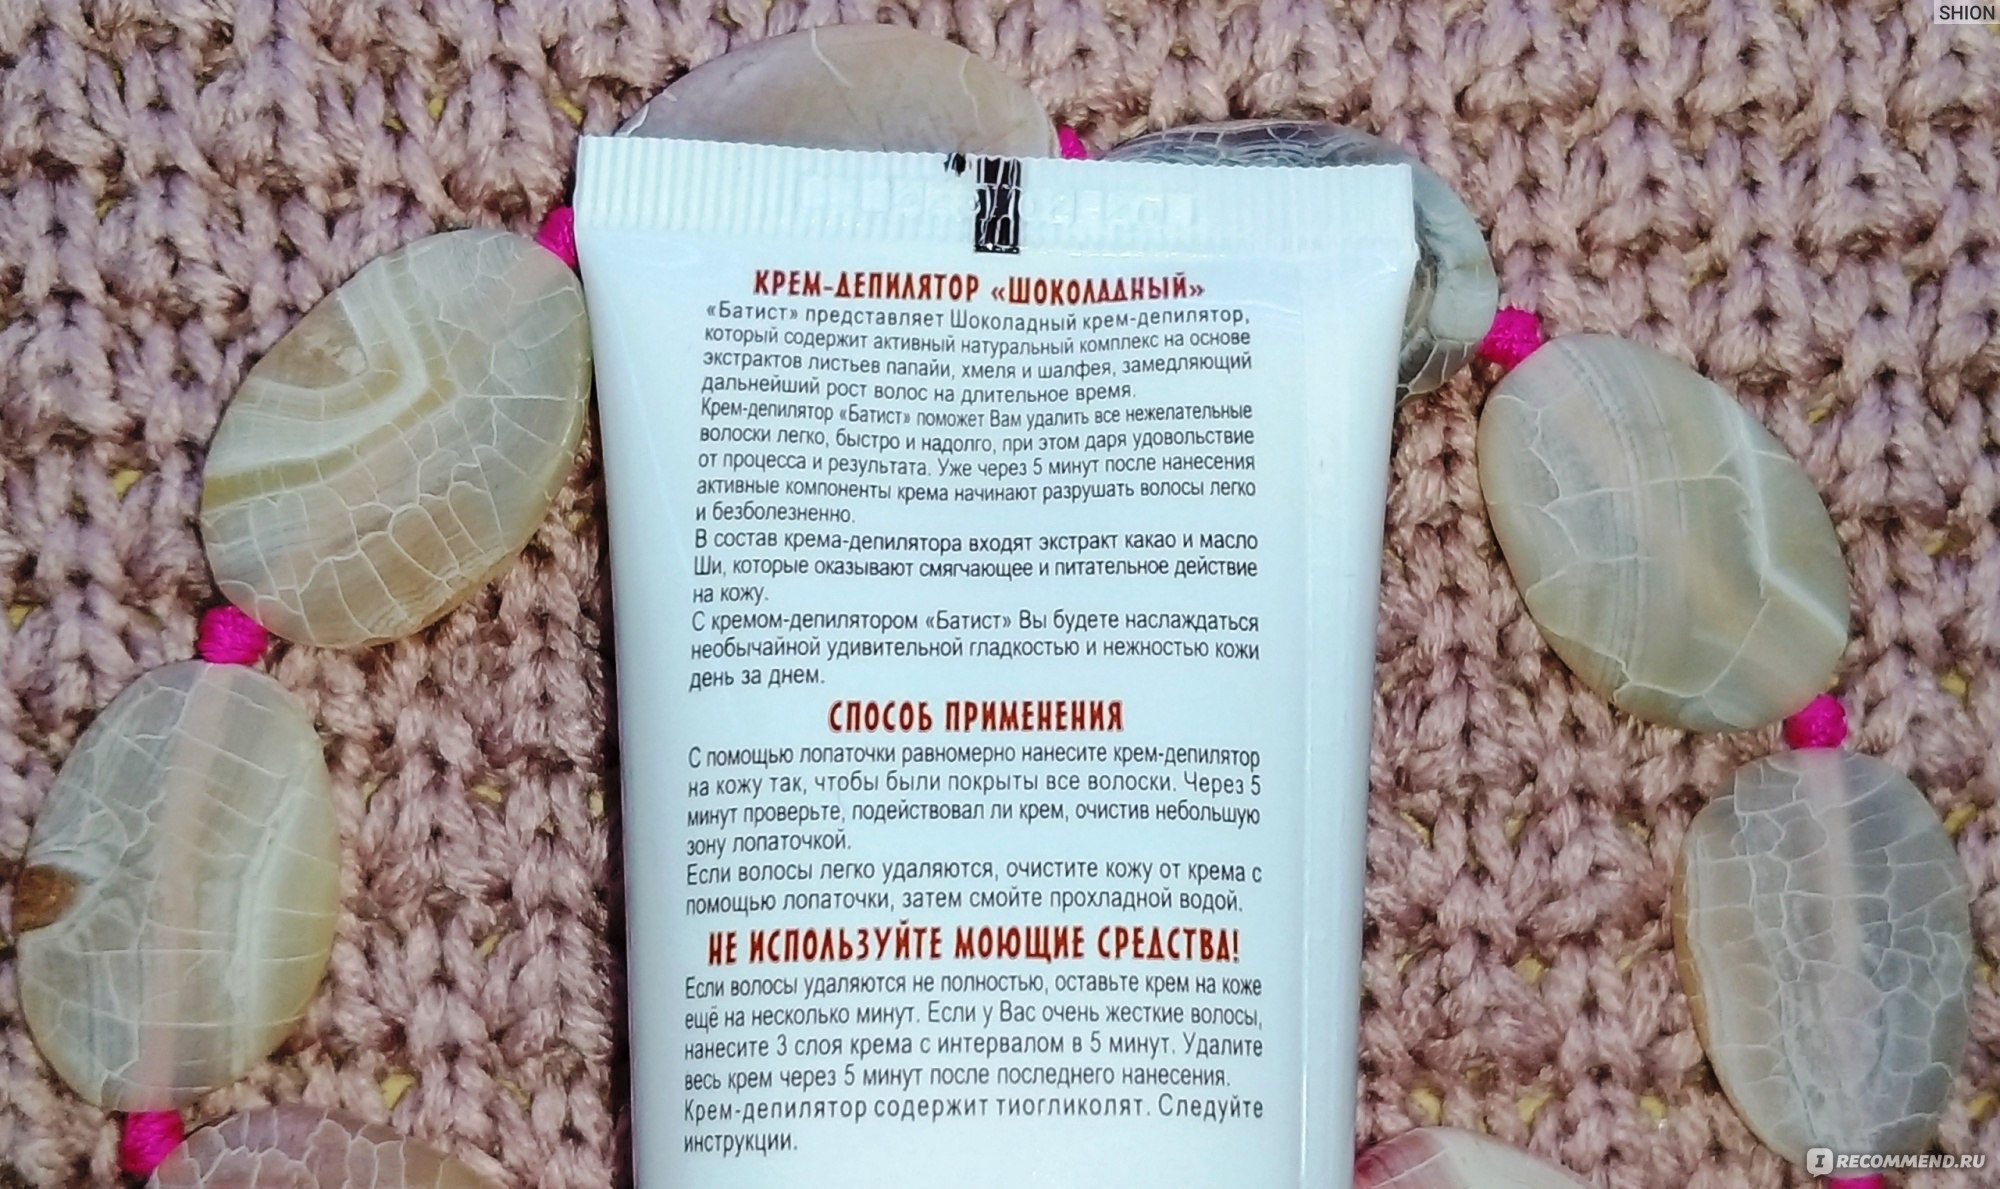 SHION
КРЕМ-ДЕПИЛЯТОР «ШОКОЛАДНЫЙ»
«Батист» представляет Шоколадный крем-депилятор,
который содержит активный натуральный комплекс на основе
экстрактов листьев папайи, хмеля и шалфея, замедляющий
дальнейший рост волос на длительное время.
Крем-депилятор «Батист» поможет Вам удалить все нежелательные
волоски легко, быстро и надолго, при этом даря удовольствие
от процесса и результата. Уже через 5 минут после нанесения
активные компоненты крема начинают разрушать волосы легко
и безболезненно.
В состав крема-депилятора входят экстракт какао и масло
Ши, которые оказывают смягчающее и питательное действие
на кожу.
С кремом-депилятором «Батист» Вы будете наслаждаться
необычайной удивительной гладкостью и нежностью кожи
день за днем.
СПОСОБ ПРИМЕНЕНИЯ
С помощью лопаточки равномерно нанесите крем-депилятор
на кожу так, чтобы были покрыты все волоски. Через 5
минут проверьте, подействовал ли крем, очистив небольшую
зону лопаточкой.
Если волосы легко удаляются, очистите кожу от крема с
помощью лопаточки, затем смойте прохладной водой.
НЕ ИСПОЛЬЗУЙТЕ МОЮЩИЕ СРЕДСТВА!
Если волосы удаляются не полностью, оставьте крем на коже
ещё на несколько минут. Если у Вас очень жесткие волосы,
нанесите 3 слоя крема с интервалом в 5 минут. Удалите
весь крем через 5 минут после последнего нанесения.
Крем-депилятор содержит тиогликолят. Следуйте
инструкции.
IRECOMMEND.RU